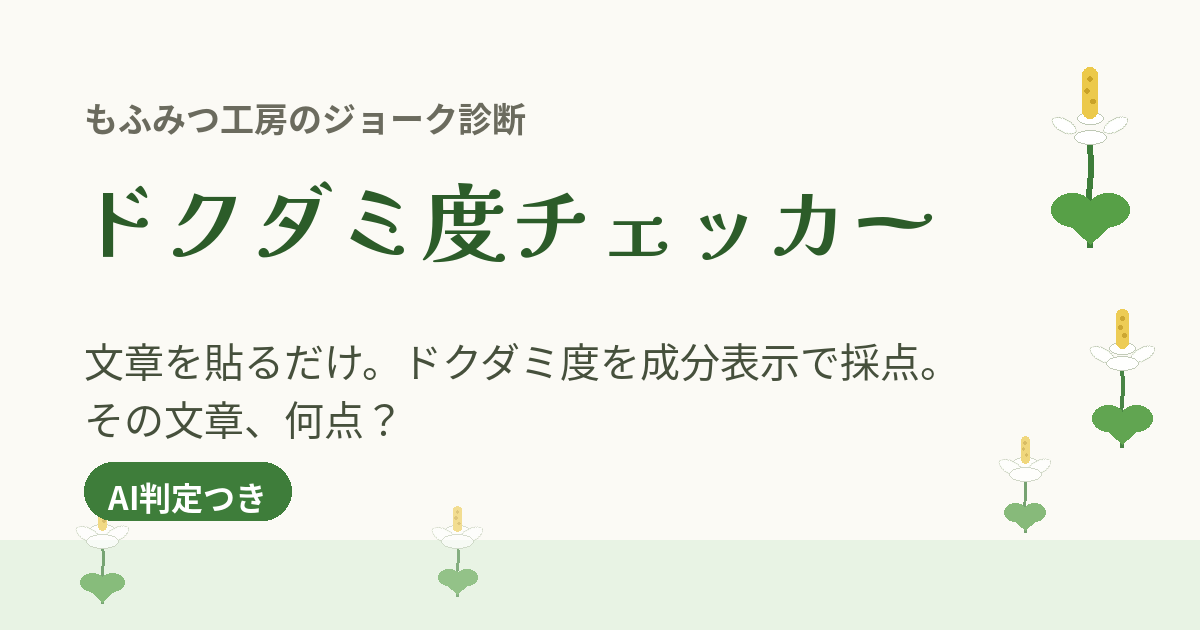 もふみつ工房のジョーク診断
ドクダミ度チェッカー
文章を貼るだけ。ドクダミ度を成分表示で採点。
その文章、何点？
AI判定つき